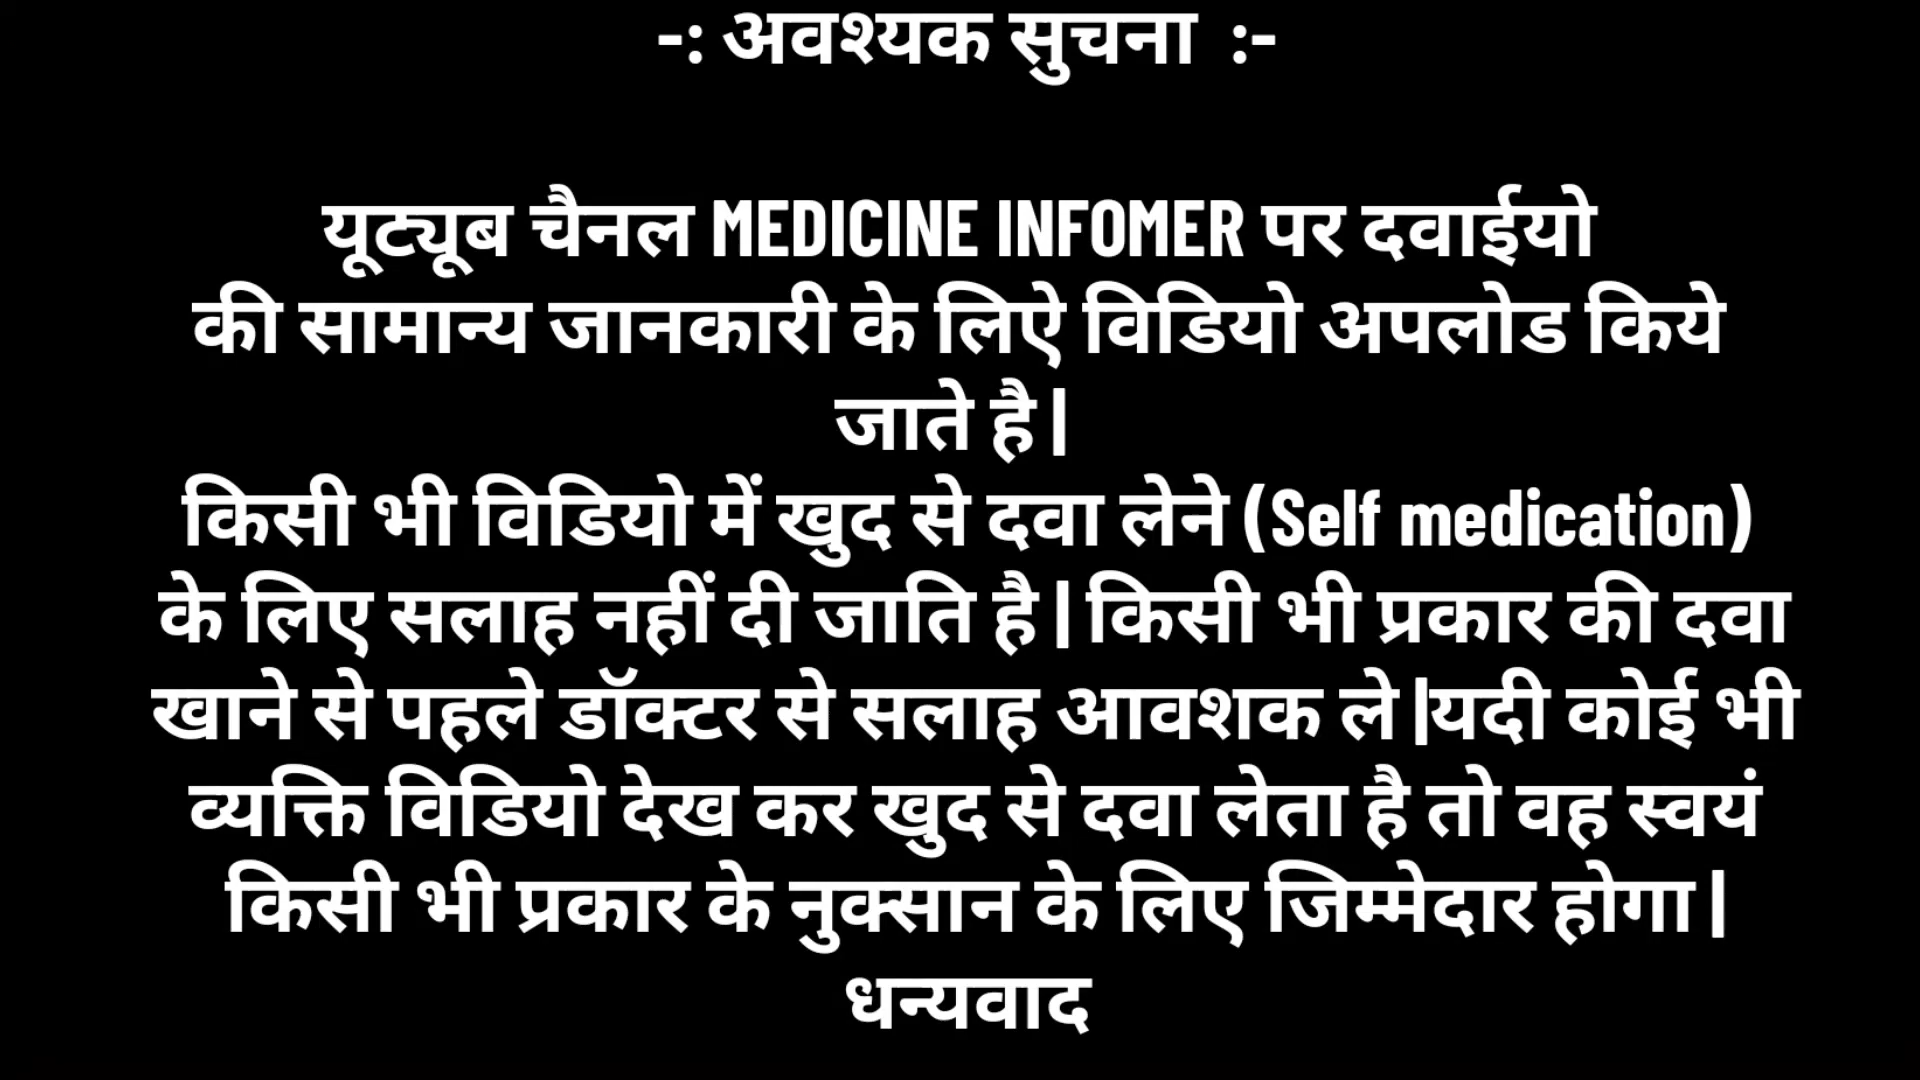 -: अवश्यक सुचना :-
यूट्यूब चैनल MEDICINE INFOMER पर दवाईयो
की सामान्य जानकारी के लिऐ विडियो अपलोड किये
जाते है |
किसी भी विडियो में खुद से दवा लेने (Self medication)
के लिए सलाह नहीं दी जाति है | किसी भी प्रकार की दवा
खाने से पहले डॉक्टर से सलाह आवशक ले |यदी कोई भी
व्यक्ति विडियो देख कर खुद से दवा लेता है तो वह स्वयं
किसी भी प्रकार के नुक्सान के लिए जिम्मेदार होगा |
धन्यवाद